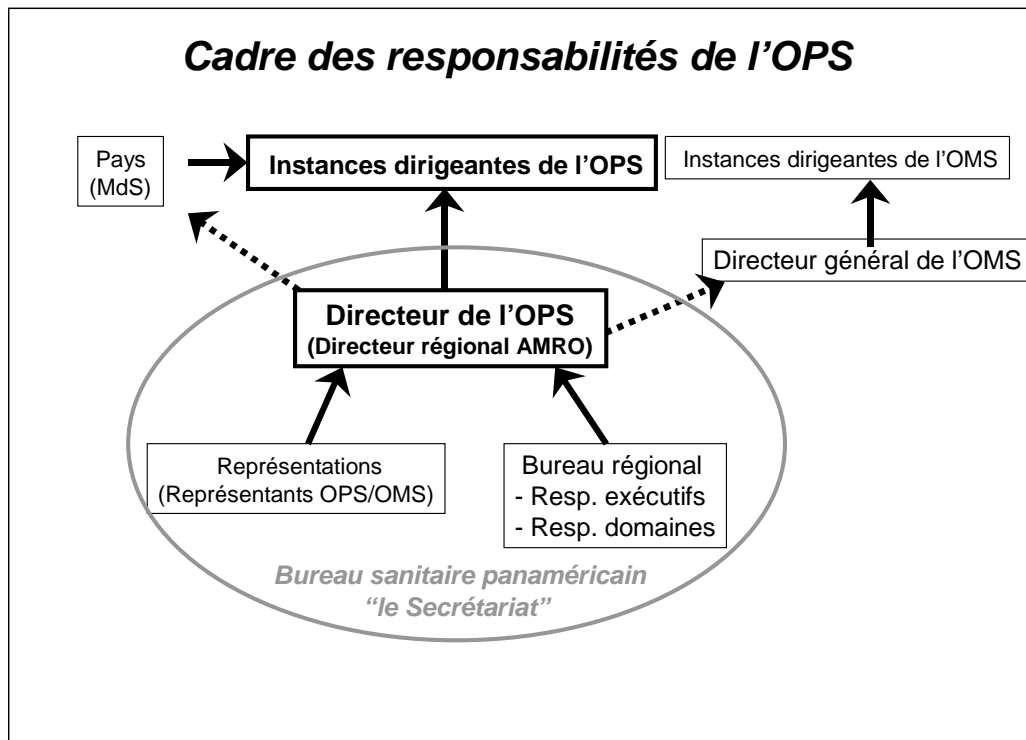 Cadre des responsabilités de l’OPS
Pays
(MdS)
Instances dirigeantes de l’OPS
Instances dirigeantes de l’OMS
Directeur général de l’OMS
Directeur de l’OPS
(Directeur régional AMRO)
Représentations
(Représentants OPS/OMS)
Bureau régional
- Resp. exécutifs
- Resp. domaines
Bureau sanitaire panaméricain
“le Secrétariat”